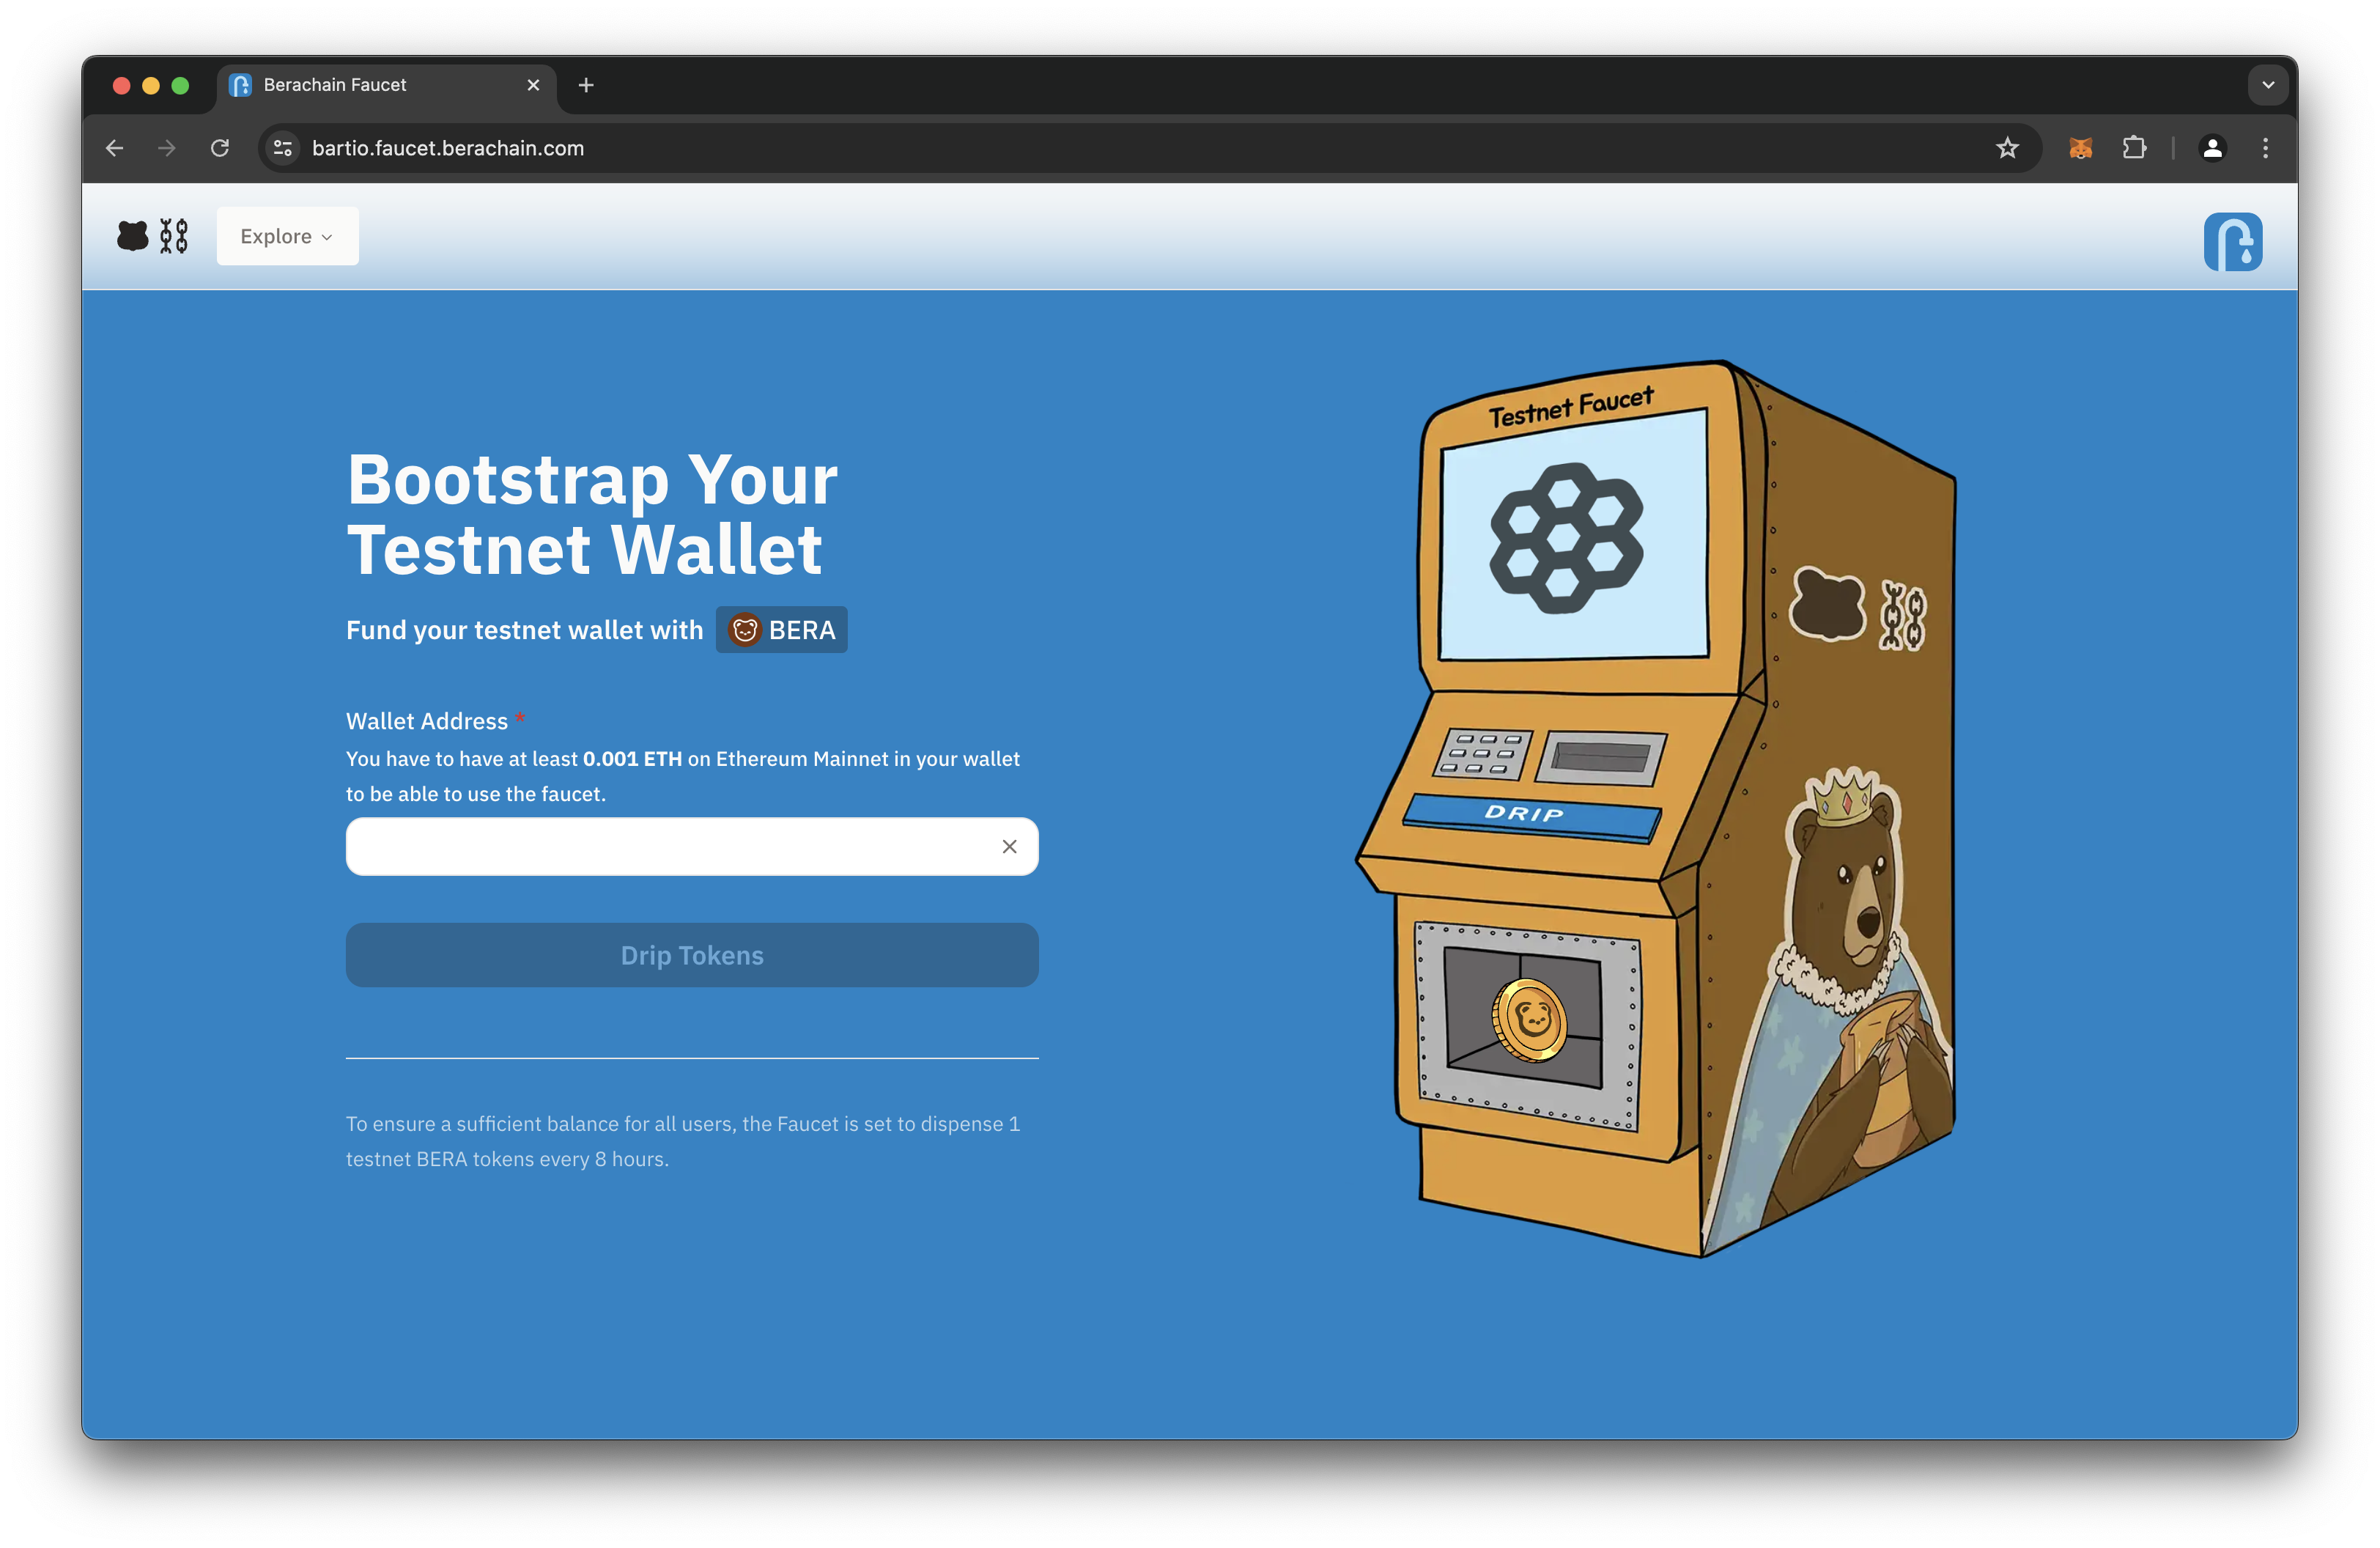 Berachain Faucet
bartio.faucet.berachain.com
Explore
Bootstrap Your
Testnet Wallet
Fund your testnet wallet with BERA
Wallet Address *
You have to have at least 0.001 ETH on Ethereum Mainnet in your wallet
to be able to use the faucet.
Drip Tokens
To ensure a sufficient balance for all users, the Faucet is set to dispense 1
testnet BERA tokens every 8 hours.
Testnet Faucet
DRIP